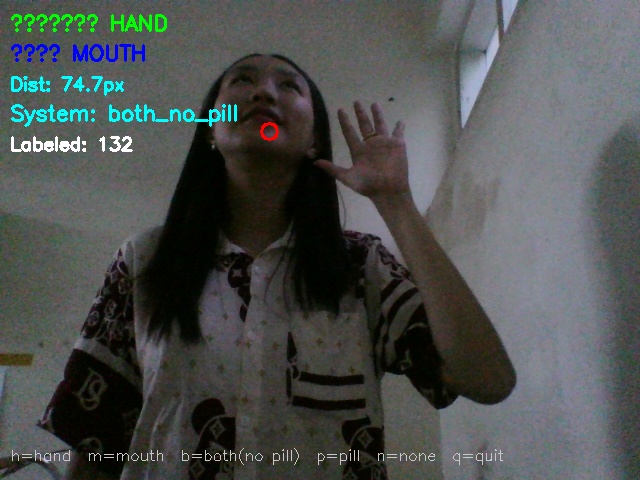 ??????? HAND
???? MOUTH
Dist: 74.7px
System: both_no_pill
Labeled: 132
h=hand m=mouth b=both(no pill) p=pill n=none q=quit